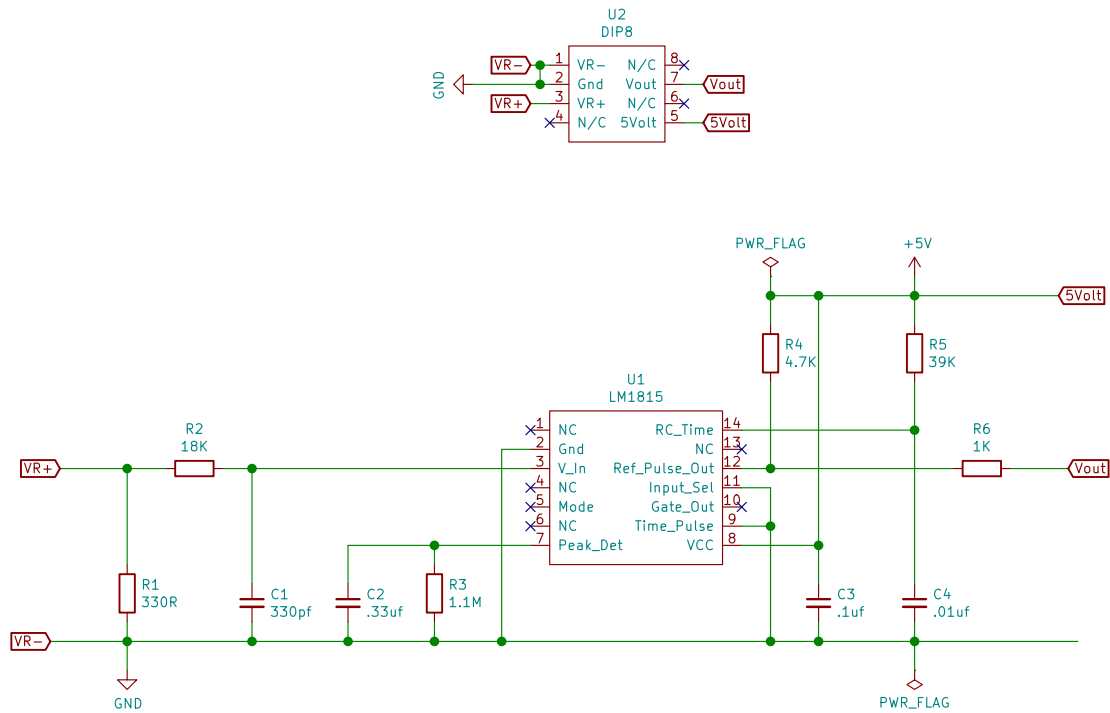 U2
DIP8
VR-
1
VR-
N/C
8
GND
2
Gnd
Vout
7
Vout
VR+
3
VR+
N/C
6
4
N/C
5Volt
5
5Volt
PWR_FLAG
+5V
5Volt
R4
4.7K
R5
39K
U1
LM1815
1
NC
RC_Time
14
2
Gnd
NC
13
R2
18K
R6
1K
VR+
3
V_In
Ref_Pulse_Out
12
Vout
4
NC
Input_Sel
11
5
Mode
Gate_Out
10
6
NC
Time_Pulse
9
7
Peak_Det
VCC
8
R1
330R
C1
330pf
C2
.33uf
R3
1.1M
C3
.1uf
C4
.01uf
VR-
GND
PWR_FLAG